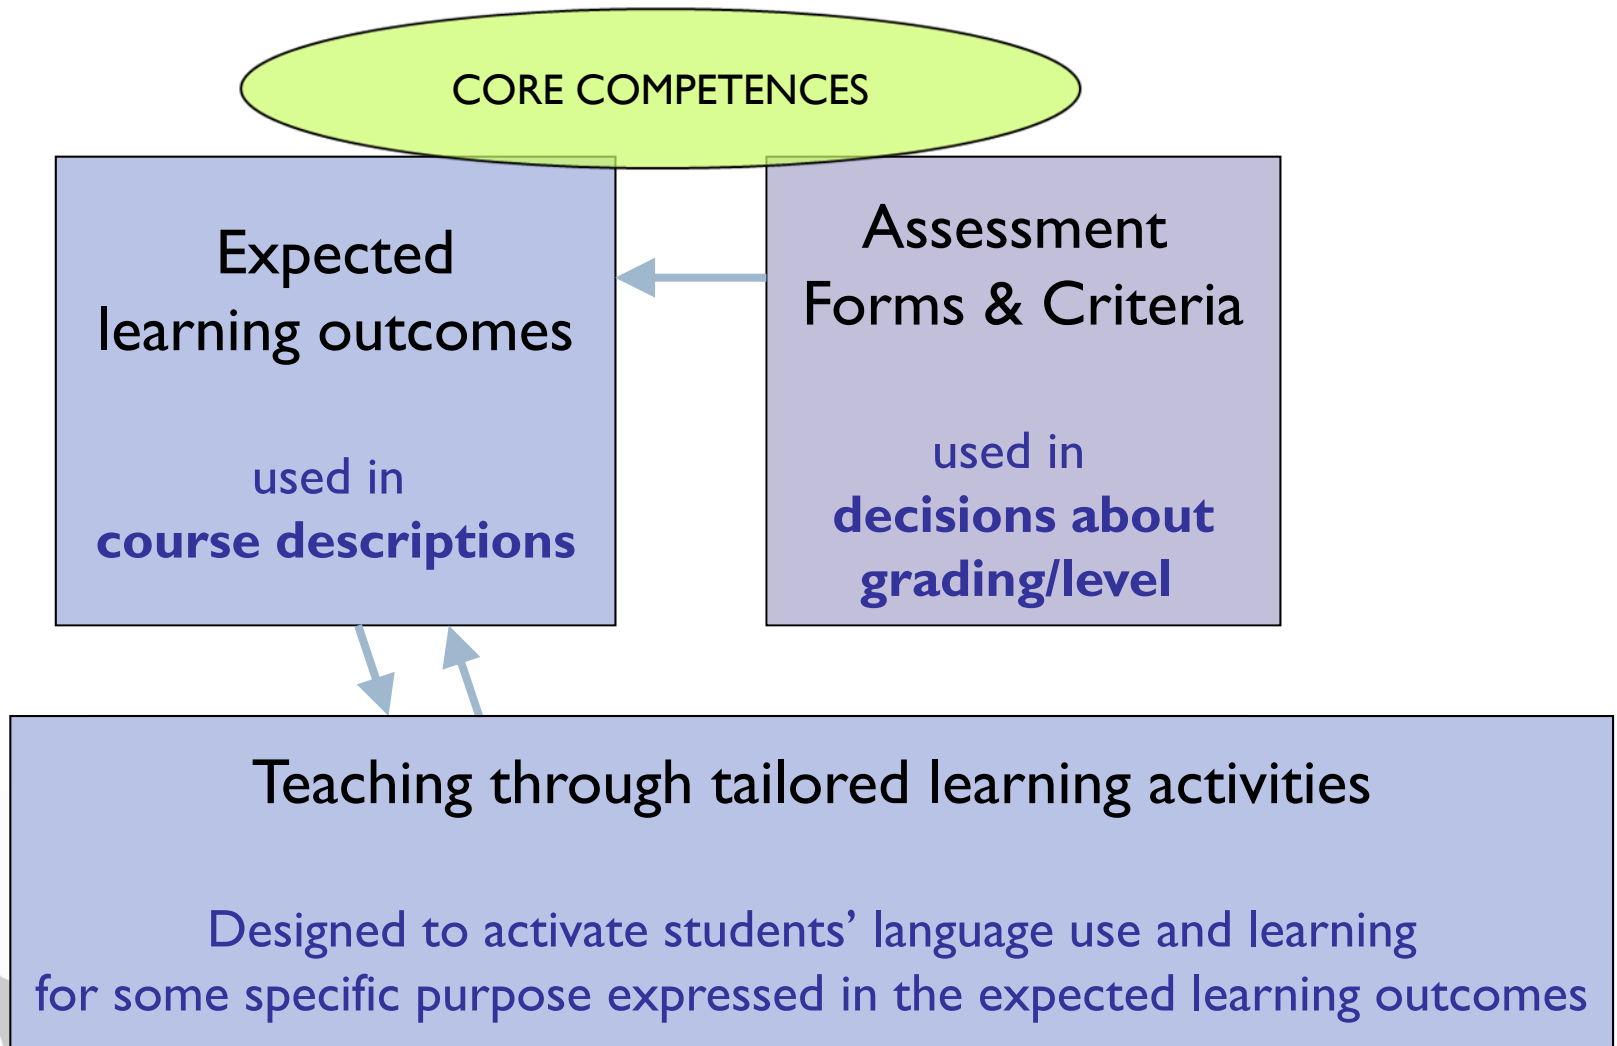 CORE COMPETENCES
Expected
learning outcomes
used in
course descriptions
Assessment
Forms & Criteria
used in
decisions about
grading/level
Teaching through tailored learning activities
Designed to activate students’ language use and learning
for some specific purpose expressed in the expected learning outcomes